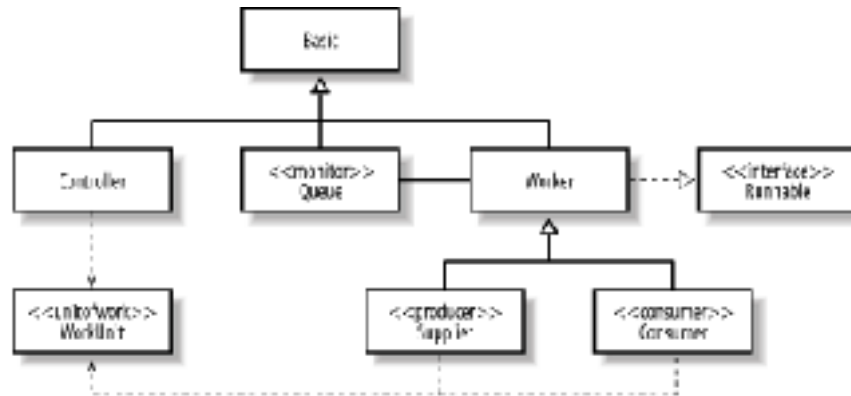 Basic
Controller
<<monitor>>
Queue
Worker
<<interface>>
Runnable
<<unitofwork>>
WorkUnit
<<producer>>
Supplier
<<consumer>>
Consumer